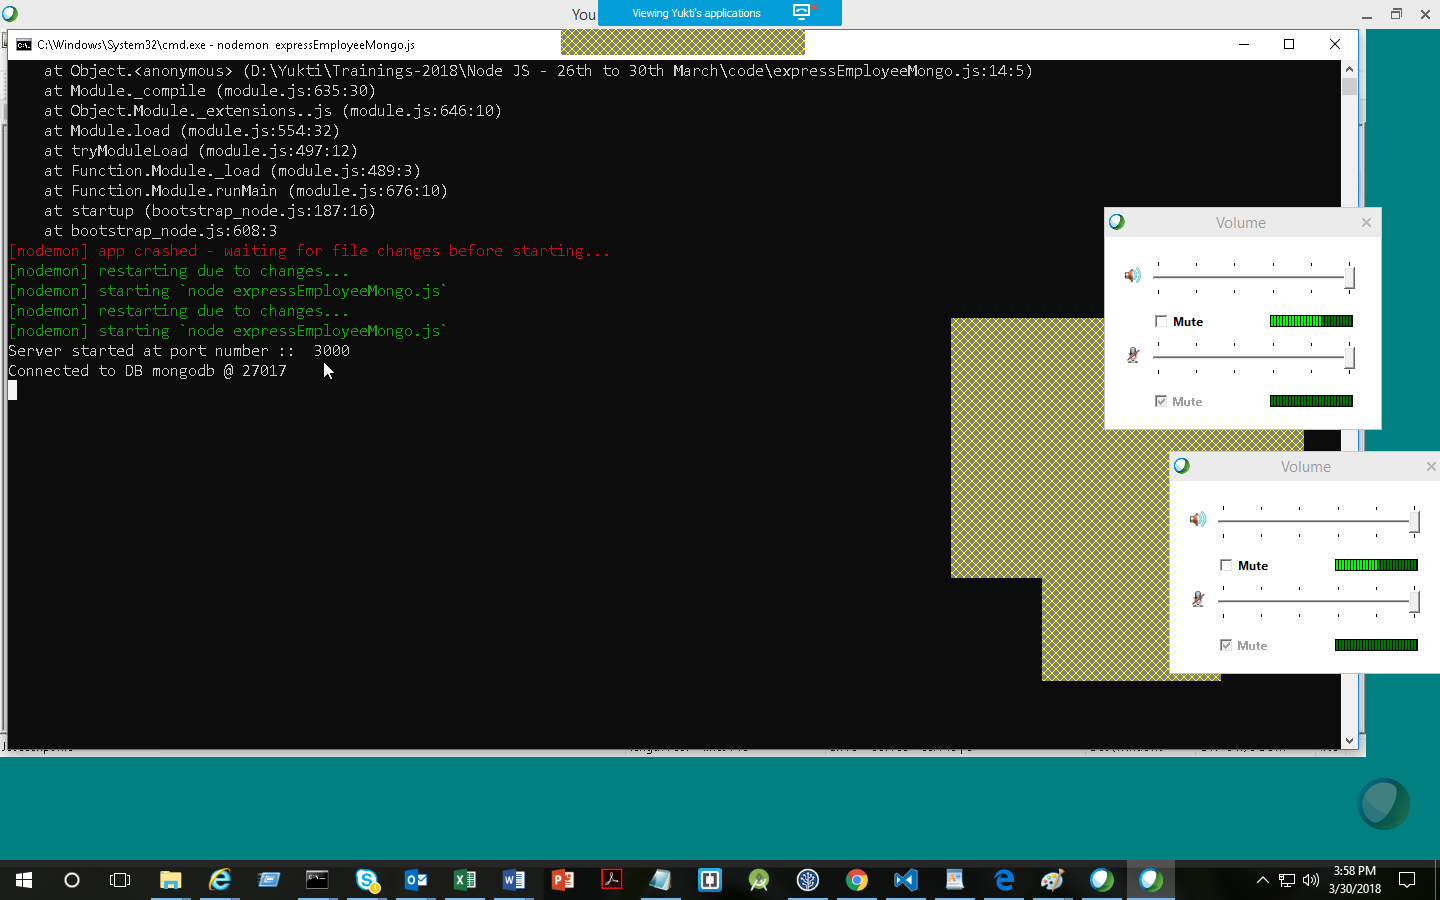 You
Viewing Yukti's applications
C:\Windows\System32\cmd.exe - nodemon  expressEmployeeMongo.js
at Object.<anonymous> (D:\Yukti\Trainings-2018\Node JS - 26th to 30th March\code\expressEmployeeMongo.js:14:5)
at Module._compile (module.js:635:30)
at Object.Module._extensions..js (module.js:646:10)
at Module.load (module.js:554:32)
at tryModuleLoad (module.js:497:12)
at Function.Module._load (module.js:489:3)
at Function.Module.runMain (module.js:676:10)
at startup (bootstrap_node.js:187:16)
at bootstrap_node.js:608:3
[nodemon] app crashed - waiting for file changes before starting...
[nodemon] restarting due to changes...
[nodemon] starting `node expressEmployeeMongo.js`
[nodemon] restarting due to changes...
[nodemon] starting `node expressEmployeeMongo.js`
Server started at port number ::  3000
Connected to DB mongodb @ 27017
Volume
Mute
Mute
Volume
Mute
Mute
3:58 PM
3/30/2018